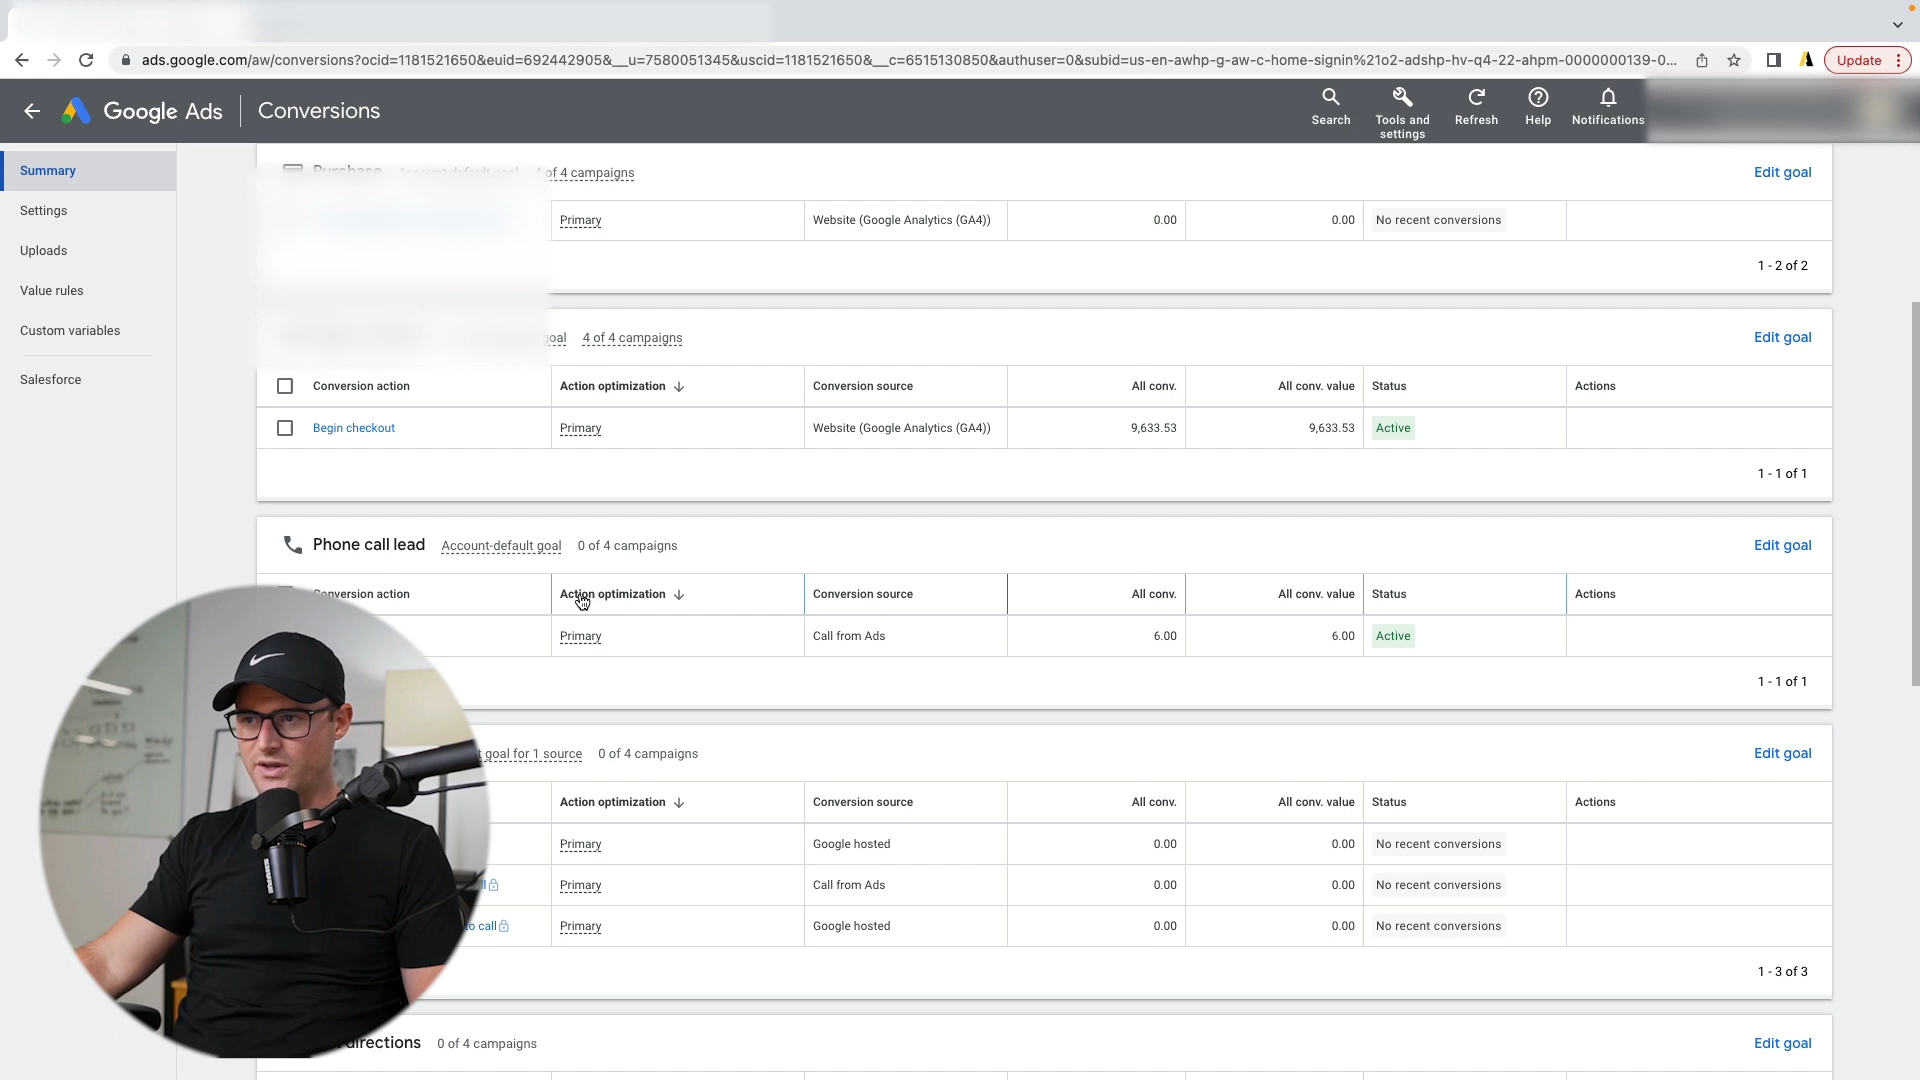 ads.google.com/aw/conversions?ocid=1181521650&euid=692442905&__u=7580051345&uscid=1181521650&__c=6515130850&authuser=0&subid=us-en-awhp-g-aw-c-home-signin%21o2-adshp-hv-q4-22-ahpm-0000000139-0...
Update
Google Ads
Conversions
Search
Tools and settings
Refresh
Help
Notifications
Summary
Settings
Uploads
Value rules
Custom variables
Salesforce
Purchase Account-default goal 4 of 4 campaigns Edit goal
Primary Website (Google Analytics (GA4)) 0.00 0.00 No recent conversions
1 - 2 of 2
goal 4 of 4 campaigns Edit goal
Conversion action Action optimization Conversion source All conv. All conv. value Status Actions
Begin checkout Primary Website (Google Analytics (GA4)) 9,633.53 9,633.53 Active
1 - 1 of 1
Phone call lead Account-default goal 0 of 4 campaigns Edit goal
Conversion action Action optimization Conversion source All conv. All conv. value Status Actions
Primary Call from Ads 6.00 6.00 Active
1 - 1 of 1
goal for 1 source 0 of 4 campaigns Edit goal
Action optimization Conversion source All conv. All conv. value Status Actions
Primary Google hosted 0.00 0.00 No recent conversions
Primary Call from Ads 0.00 0.00 No recent conversions
to call Primary Google hosted 0.00 0.00 No recent conversions
1 - 3 of 3
directions 0 of 4 campaigns Edit goal
SHURE